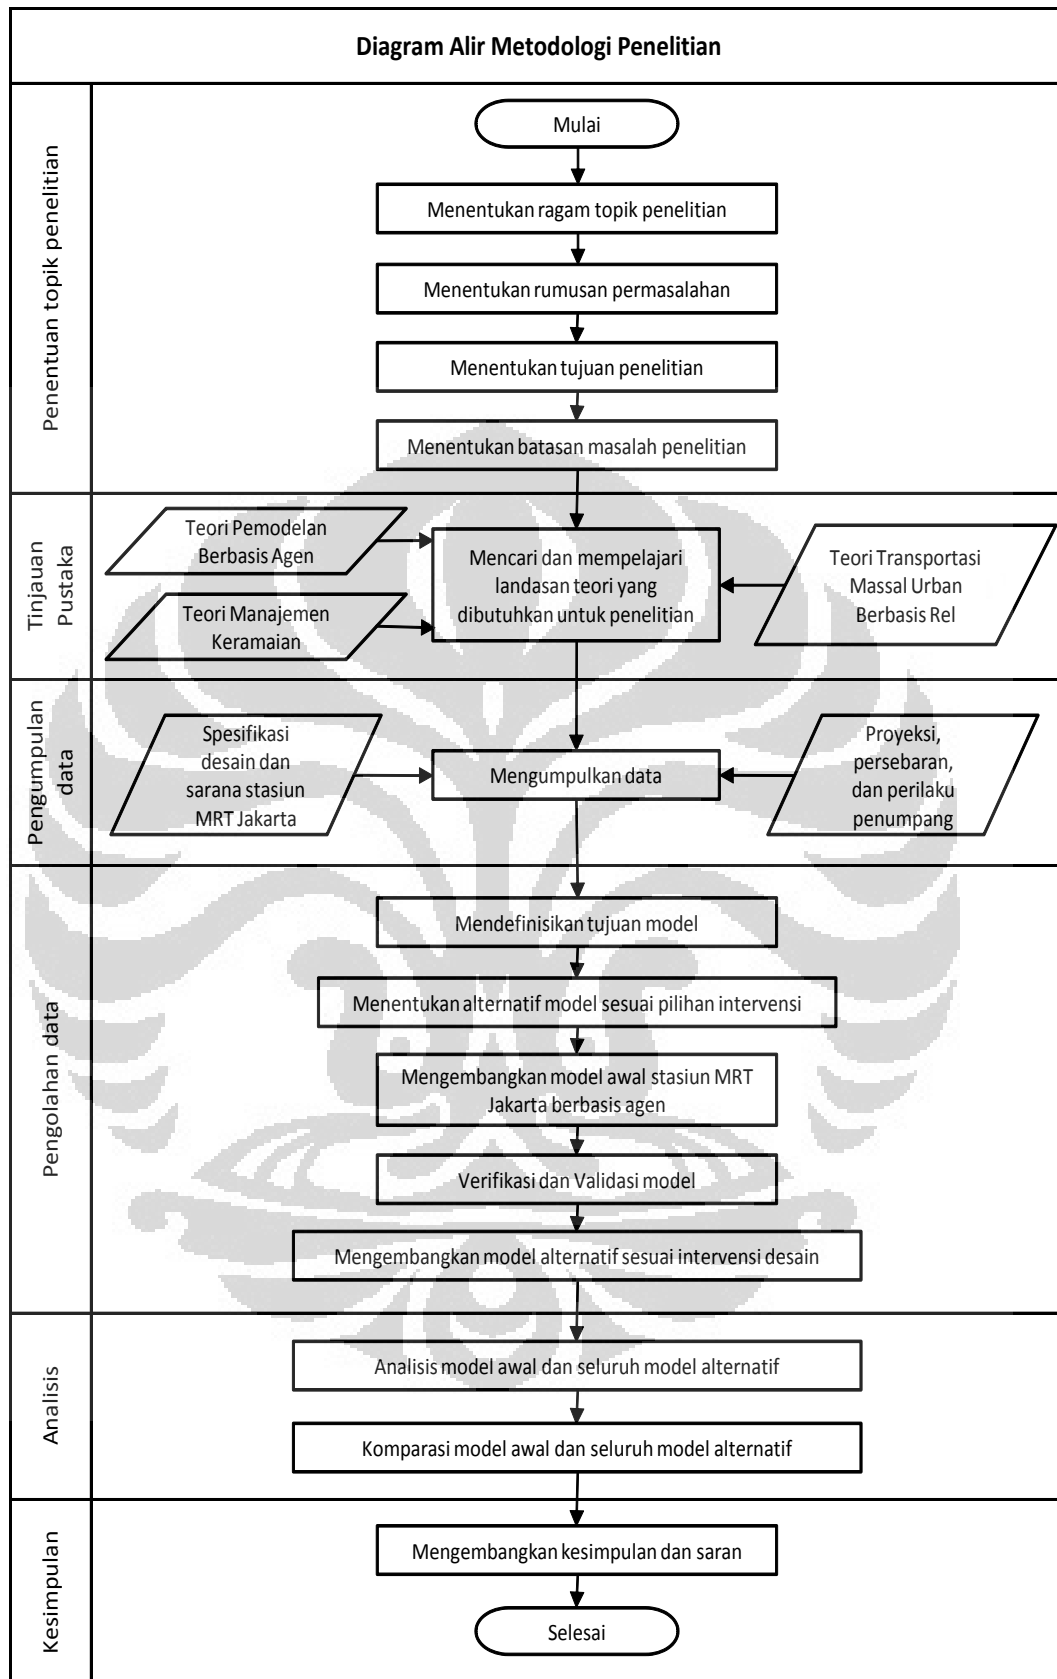 Diagram Alir Metodologi Penelitian
Penentuan topik penelitian
Mulai
Menentukan ragam topik penelitian
Menentukan rumusan permasalahan
Menentukan tujuan penelitian
Menentukan batasan masalah penelitian
Tinjauan
Pustaka
Teori Pemodelan
Berbasis Agen
Teori Manajemen
Keramaian
Mencari dan mempelajari
landasan teori yang
dibutuhkan untuk penelitian
Teori Transportasi
Massal Urban
Berbasis Rel
Pengumpulan
data
Spesifikasi
desain dan
sarana stasiun
MRT Jakarta
Mengumpulkan data
Proyeksi,
persebaran,
dan perilaku
penumpang
Pengolahan data
Mendefinisikan tujuan model
Menentukan alternatif model sesuai pilihan intervensi
Mengembangkan model awal stasiun MRT
Jakarta berbasis agen
Verifikasi dan Validasi model
Mengembangkan model alternatif sesuai intervensi desain
Analisis
Analisis model awal dan seluruh model alternatif
Komparasi model awal dan seluruh model alternatif
Kesimpulan
Mengembangkan kesimpulan dan saran
Selesai